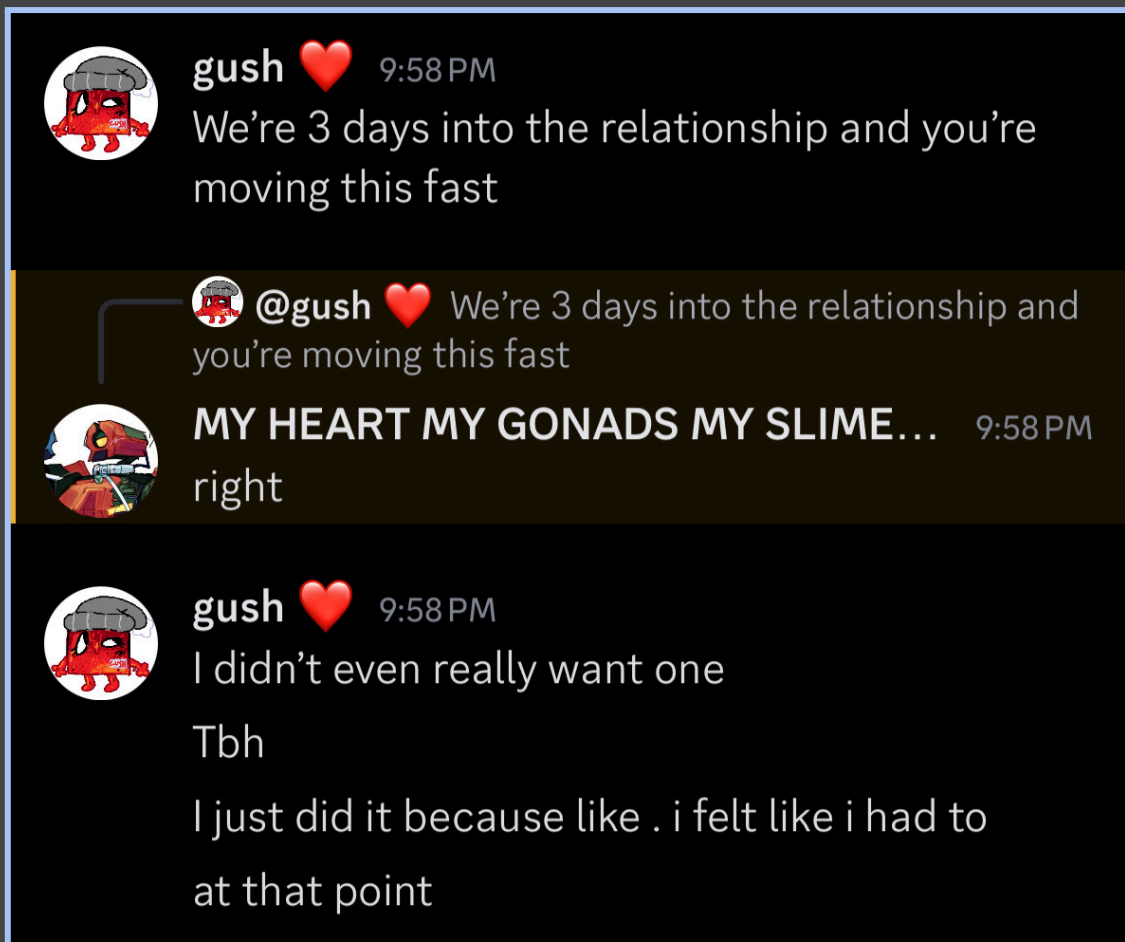 gush ❤️ 9:58 PM
We're 3 days into the relationship and you're
moving this fast
@gush ❤️ We're 3 days into the relationship and
you're moving this fast
MY HEART MY GONADS MY SLIME... 9:58 PM
right
gush ❤️ 9:58 PM
I didn't even really want one
Tbh
I just did it because like . i felt like i had to
at that point